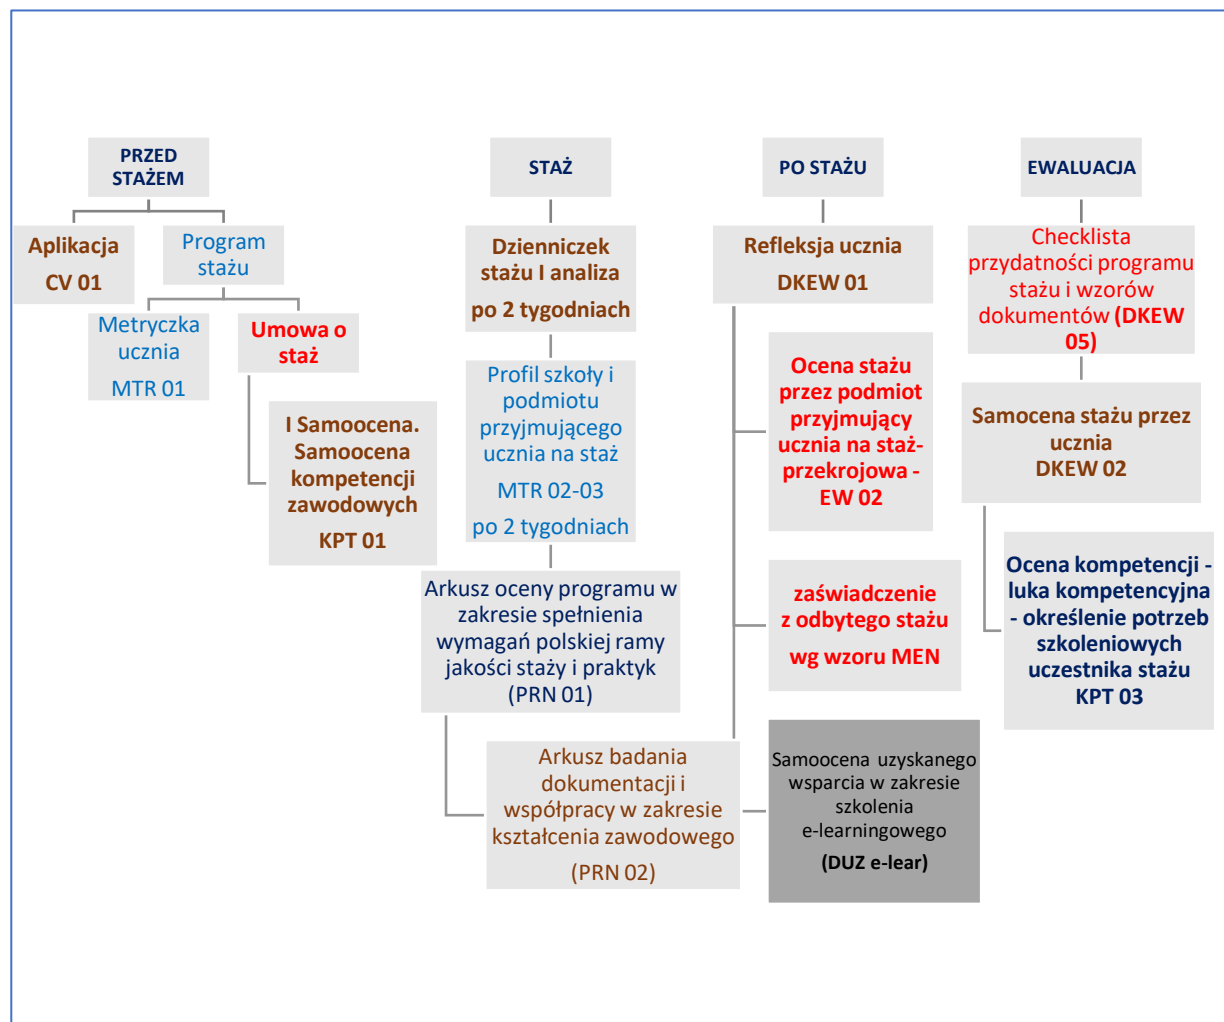 PRZED
STAŻEM
Aplikacja
CV 01
Program
stażu
Metryczka
ucznia
MTR 01
Umowa o
staż
I Samoocena.
Samoocena
kompetencji
zawodowych
KPT 01
STAŻ
Dzienniczek
stażu I analiza
po 2 tygodniach
Profil szkoły i
podmiotu
przyjmującego
ucznia na staż
MTR 02-03
po 2 tygodniach
Arkusz oceny programu w
zakresie spełnienia
wymagań polskiej ramy
jakości staży i praktyk
(PRN 01)
Arkusz badania
dokumentacji i
współpracy w zakresie
kształcenia zawodowego
(PRN 02)
PO STAŻU
Refleksja ucznia
DKEW 01
Ocena stażu
przez podmiot
przyjmujący
ucznia na staż-
przekrojowa -
EW 02
zaświadczenie
z odbytego stażu
wg wzoru MEN
Samoocena uzyskanego
wsparcia w zakresie
szkolenia
e-learningowego
(DUZ e-lear)
EWALUACJA
Checklista
przydatności programu
stażu i wzorów
dokumentów (DKEW
05)
Samocena stażu przez
ucznia
DKEW 02
Ocena kompetencji -
luka kompetencyjna
- określenie potrzeb
szkoleniowych
uczestnika stażu
KPT 03